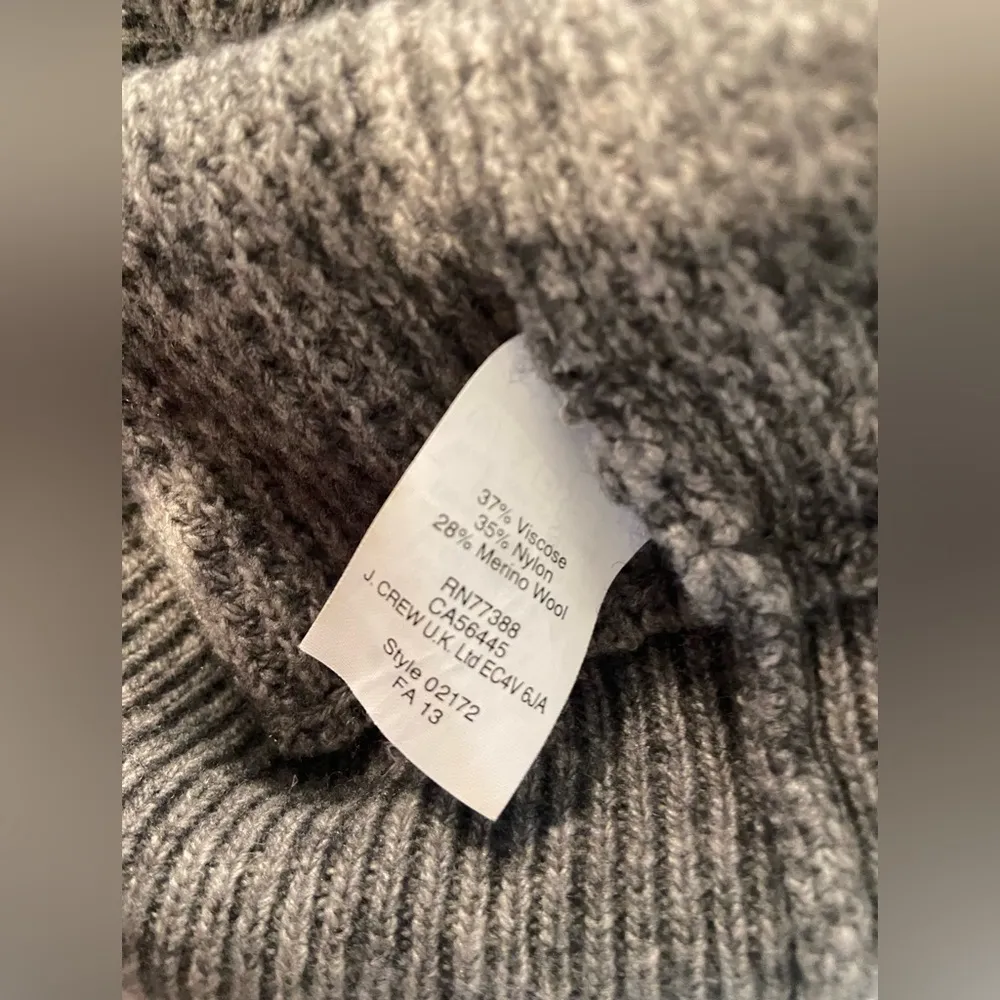 37% Viscose
35% Nylon
28% Merino Wool
RN77388
CA56445
J. CREW U.K. Ltd EC4V 6JA
Style 02172
FA 13